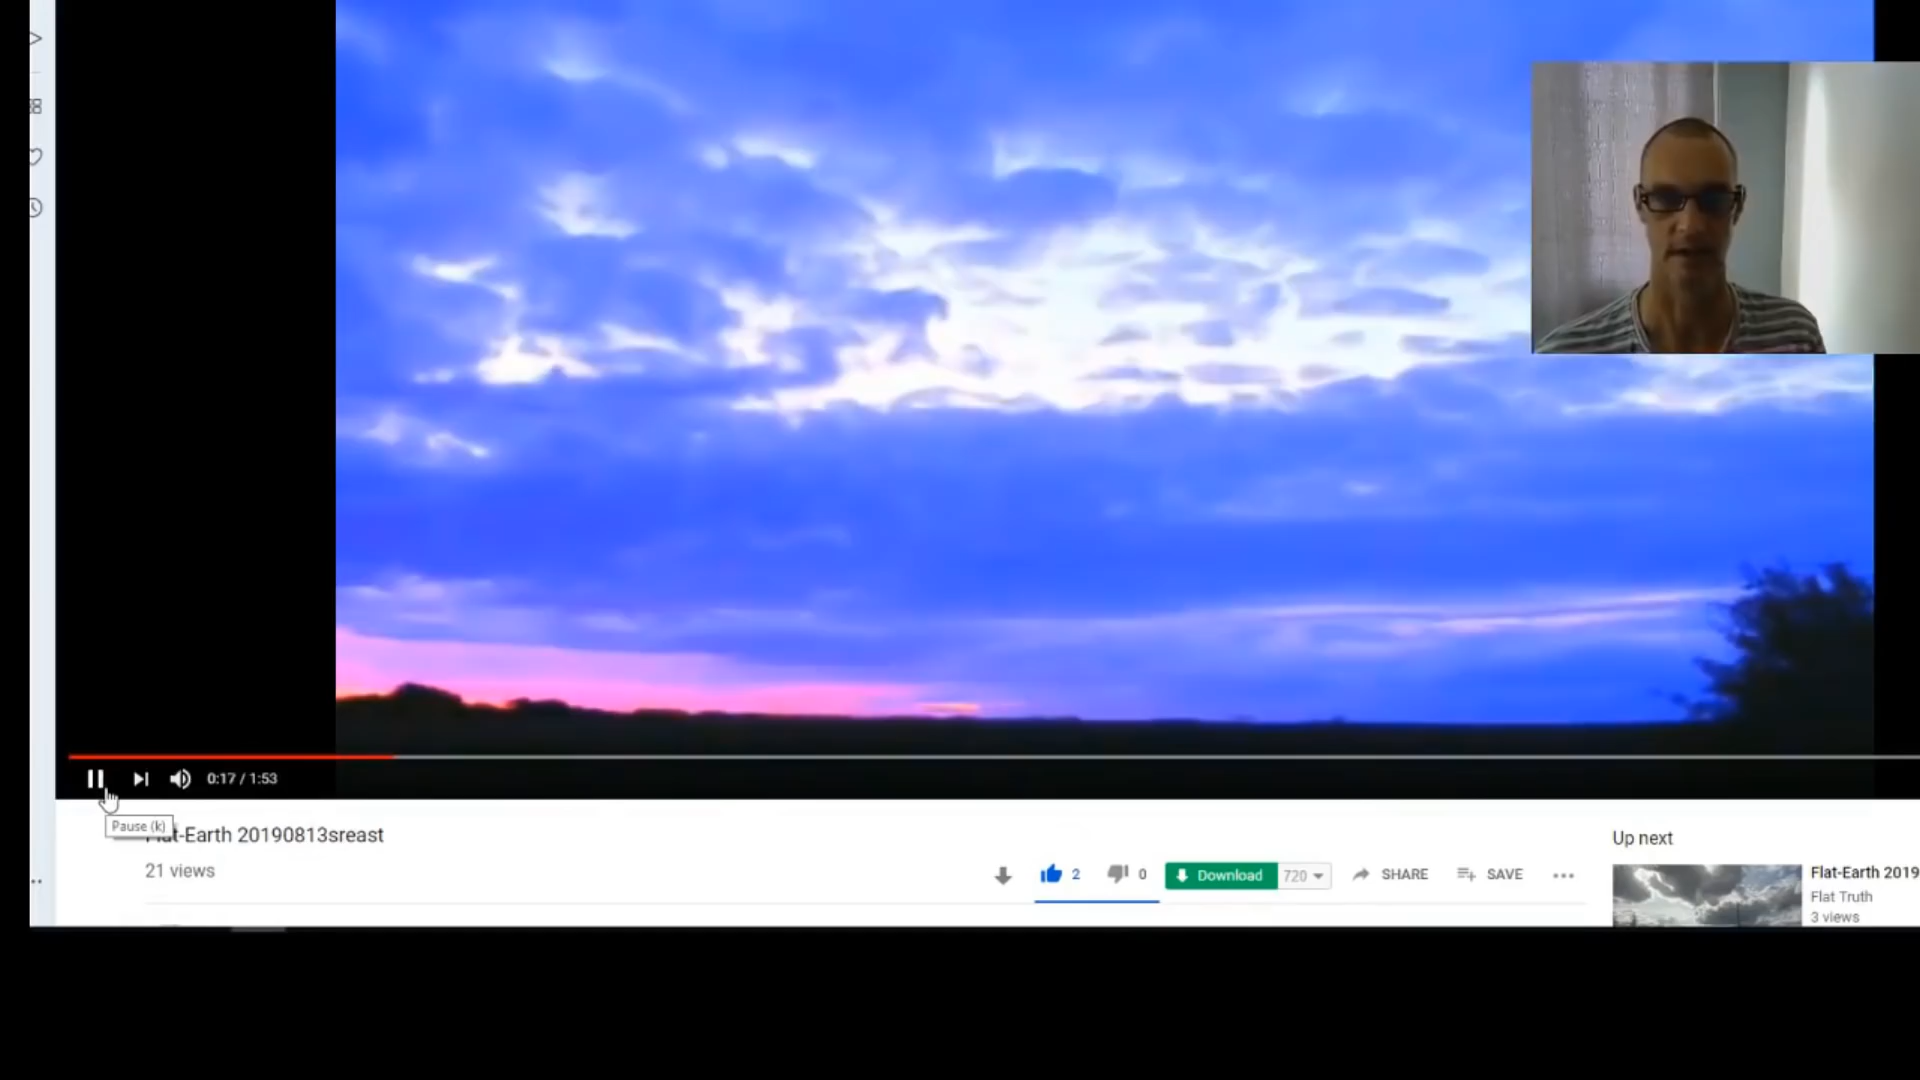 0:17 / 1:53
Pause (k)
-Earth 20190813sreast
21 views
2
0
Download
720
SHARE
SAVE
Up next
Flat-Earth 2019
Flat Truth
3 views